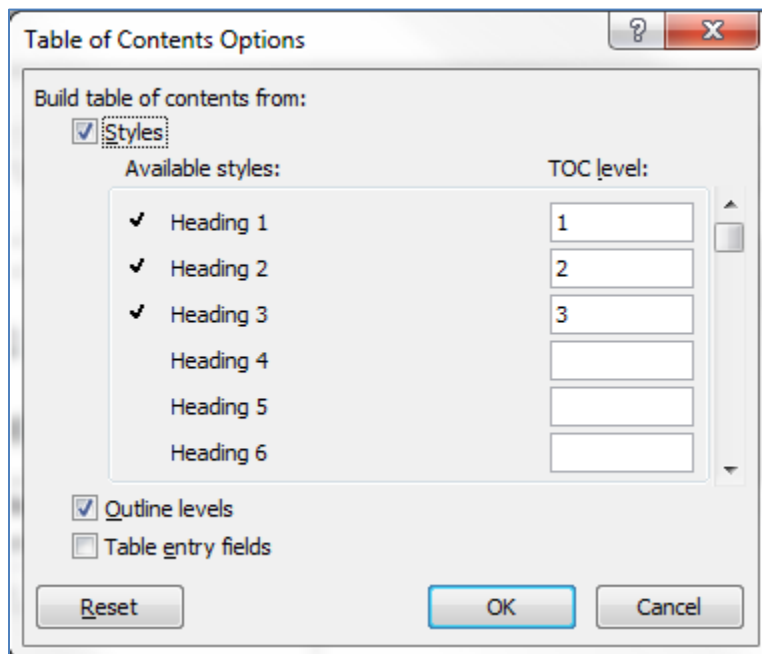 Table of Contents Options
Build table of contents from:
Styles
Available styles: TOC level:
Heading 1 1
Heading 2 2
Heading 3 3
Heading 4
Heading 5
Heading 6
Outline levels
Table entry fields
Reset OK Cancel